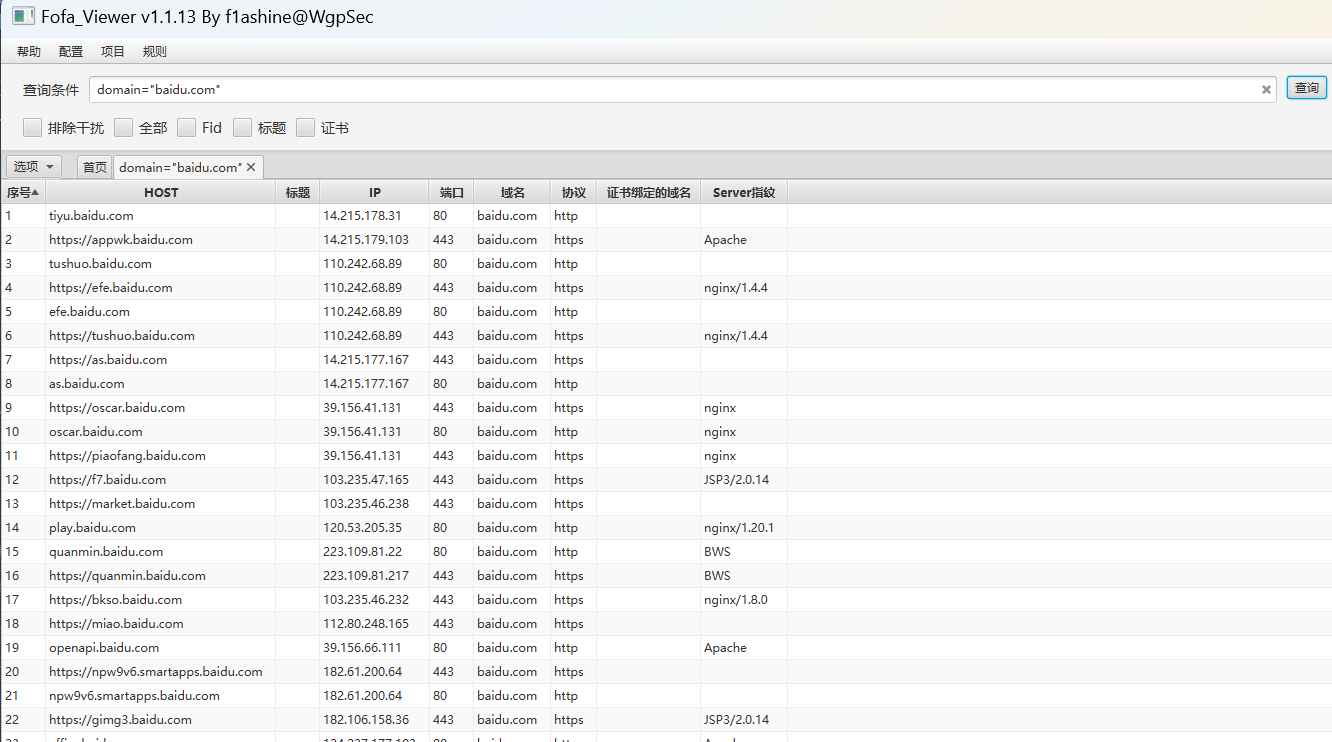 Fofa_Viewer v1.1.13 By f1ashine@WgpSec
帮助 配置 项目 规则
查询条件 domain="baidu.com" 查询
排除干扰 全部 Fid 标题 证书
选项 首页 domain="baidu.com"
序号 HOST 标题 IP 端口 域名 协议 证书绑定的域名 Server指纹
1 tiyu.baidu.com 14.215.178.31 80 baidu.com http
2 https://appwk.baidu.com 14.215.179.103 443 baidu.com https Apache
3 tushuo.baidu.com 110.242.68.89 80 baidu.com http
4 https://efe.baidu.com 110.242.68.89 443 baidu.com https nginx/1.4.4
5 efe.baidu.com 110.242.68.89 80 baidu.com http
6 https://tushuo.baidu.com 110.242.68.89 443 baidu.com https nginx/1.4.4
7 https://as.baidu.com 14.215.177.167 443 baidu.com https
8 as.baidu.com 14.215.177.167 80 baidu.com http
9 https://oscar.baidu.com 39.156.41.131 443 baidu.com https nginx
10 oscar.baidu.com 39.156.41.131 80 baidu.com http nginx
11 https://piaofang.baidu.com 39.156.41.131 443 baidu.com https nginx
12 https://f7.baidu.com 103.235.47.165 443 baidu.com https JSP3/2.0.14
13 https://market.baidu.com 103.235.46.238 443 baidu.com https
14 play.baidu.com 120.53.205.35 80 baidu.com http nginx/1.20.1
15 quanmin.baidu.com 223.109.81.22 80 baidu.com http BWS
16 https://quanmin.baidu.com 223.109.81.217 443 baidu.com https BWS
17 https://bkso.baidu.com 103.235.46.232 443 baidu.com https nginx/1.8.0
18 https://miao.baidu.com 112.80.248.165 443 baidu.com https
19 openapi.baidu.com 39.156.66.111 80 baidu.com http Apache
20 https://npw9v6.smartapps.baidu.com 182.61.200.64 443 baidu.com https
21 npw9v6.smartapps.baidu.com 182.61.200.64 80 baidu.com http
22 https://gimg3.baidu.com 182.106.158.36 443 baidu.com https JSP3/2.0.14